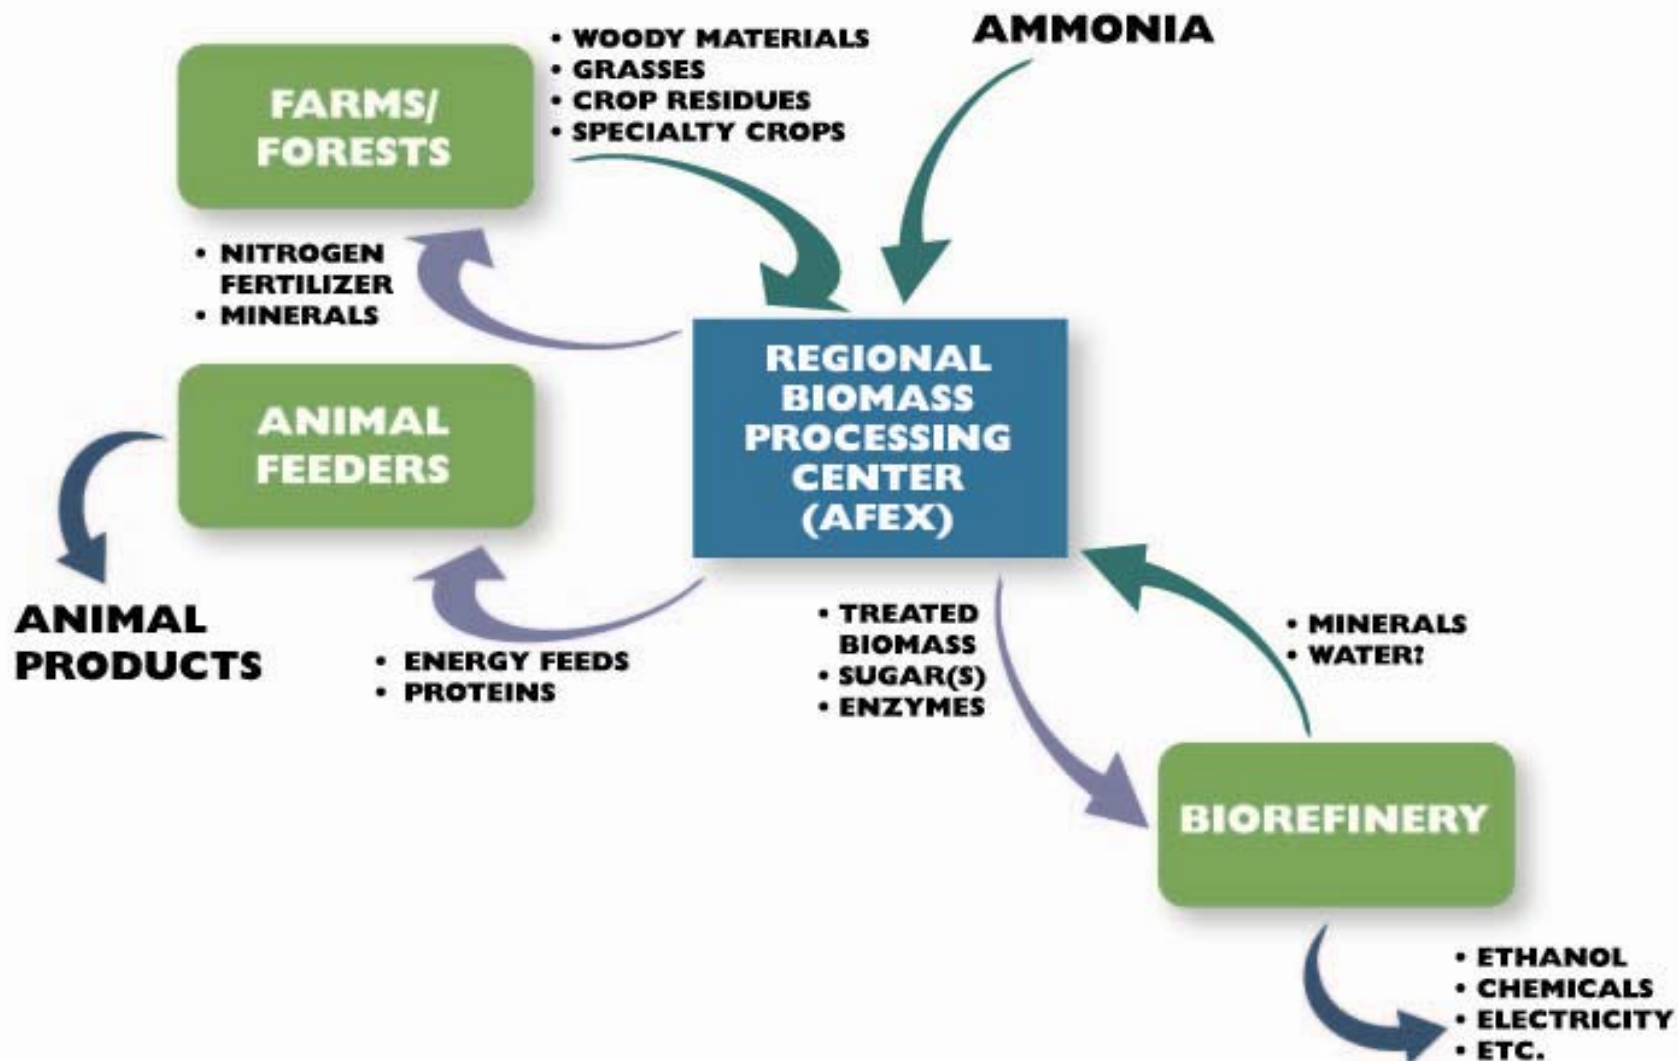 AMMONIA
FARMS/
FORESTS
• WOODY MATERIALS
• GRASSES
• CROP RESIDUES
• SPECIALTY CROPS
• NITROGEN
FERTILIZER
• MINERALS
REGIONAL
BIOMASS
PROCESSING
CENTER
(AFEX)
ANIMAL
FEEDERS
ANIMAL
PRODUCTS
• ENERGY FEEDS
• PROTEINS
• TREATED
BIOMASS
• SUGAR(S)
• ENZYMES
• MINERALS
• WATER?
BIOREFINERY
• ETHANOL
• CHEMICALS
• ELECTRICITY
• ETC.